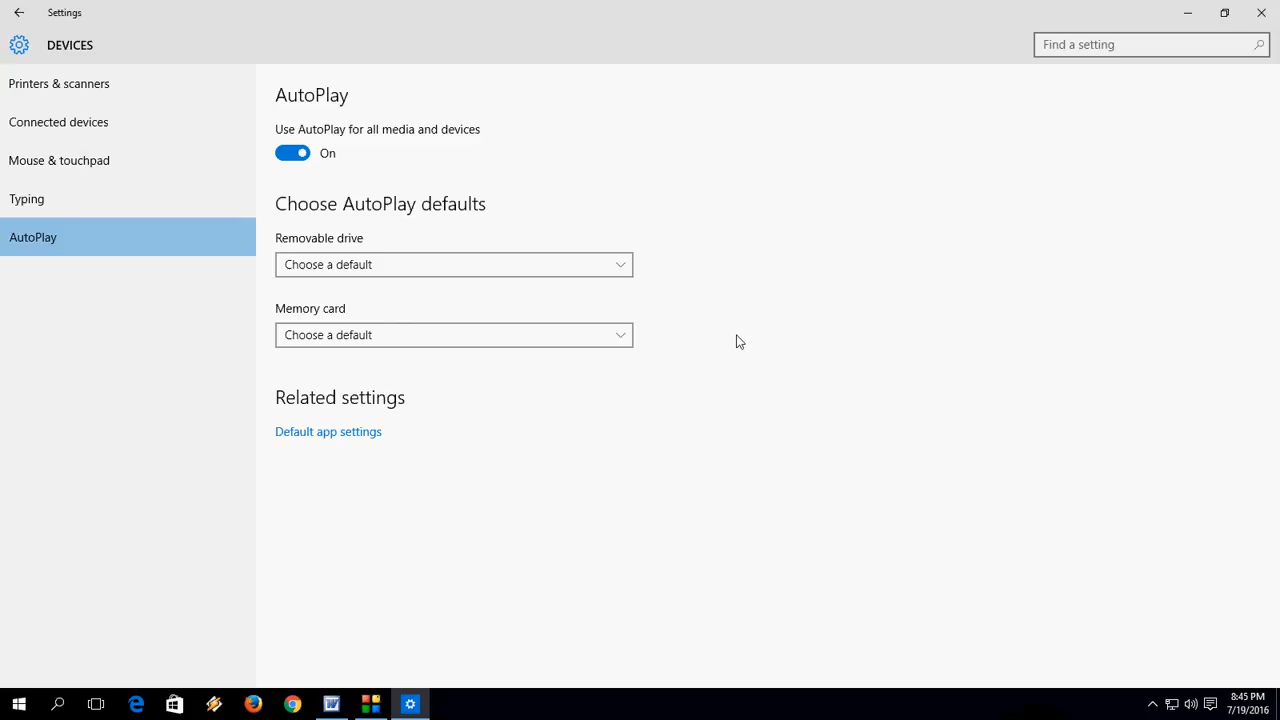 Settings
DEVICES
Find a setting
Printers & scanners
Connected devices
Mouse & touchpad
Typing
AutoPlay
AutoPlay
Use AutoPlay for all media and devices
On
Choose AutoPlay defaults
Removable drive
Choose a default
Memory card
Choose a default
Related settings
Default app settings
8:45 PM
7/19/2016